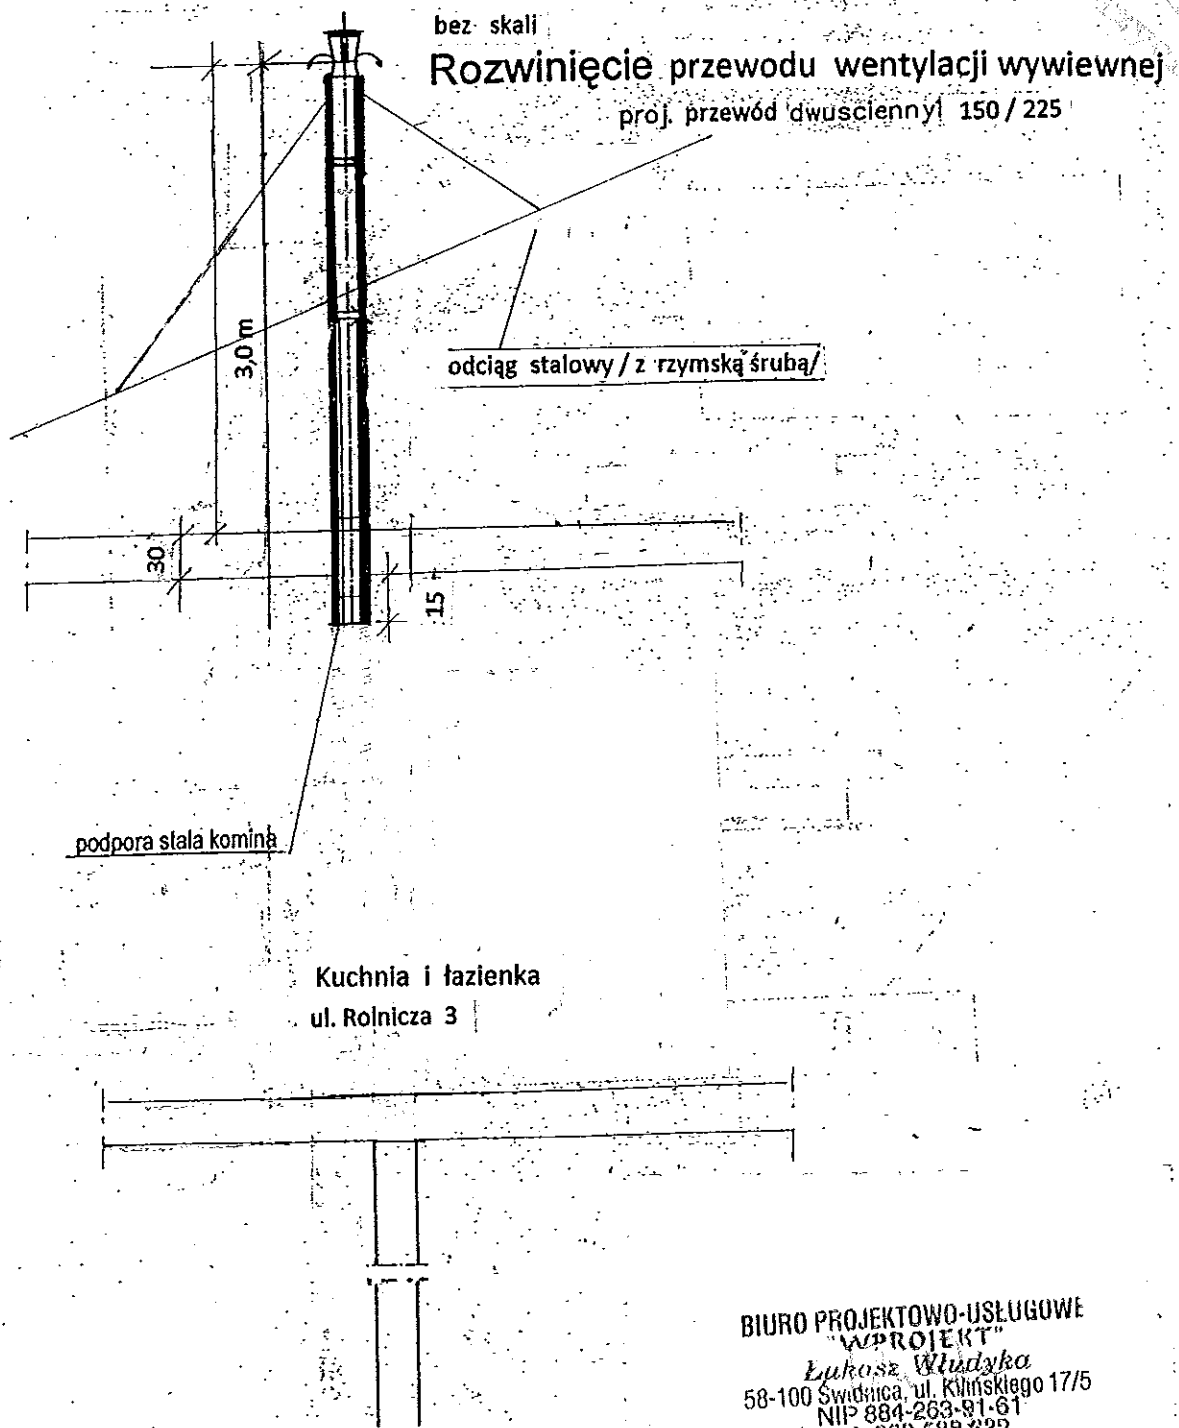 bez skali
Rozwinięcie przewodu wentylacji wywiewnej
proj. przewód dwuscienny 150 / 225
3,0 m
odciąg stalowy / z rzymską śrubą/
30
15
podpora stala komina
Kuchnia i łazienka
ul. Rolnicza 3
BIURO PROJEKTOWO-USŁUGOWE
"WPROJEKT"
Łukasz Władyka
58-100 Świdnica, ul. Kilińskiego 17/5
NIP 884-263-91-61